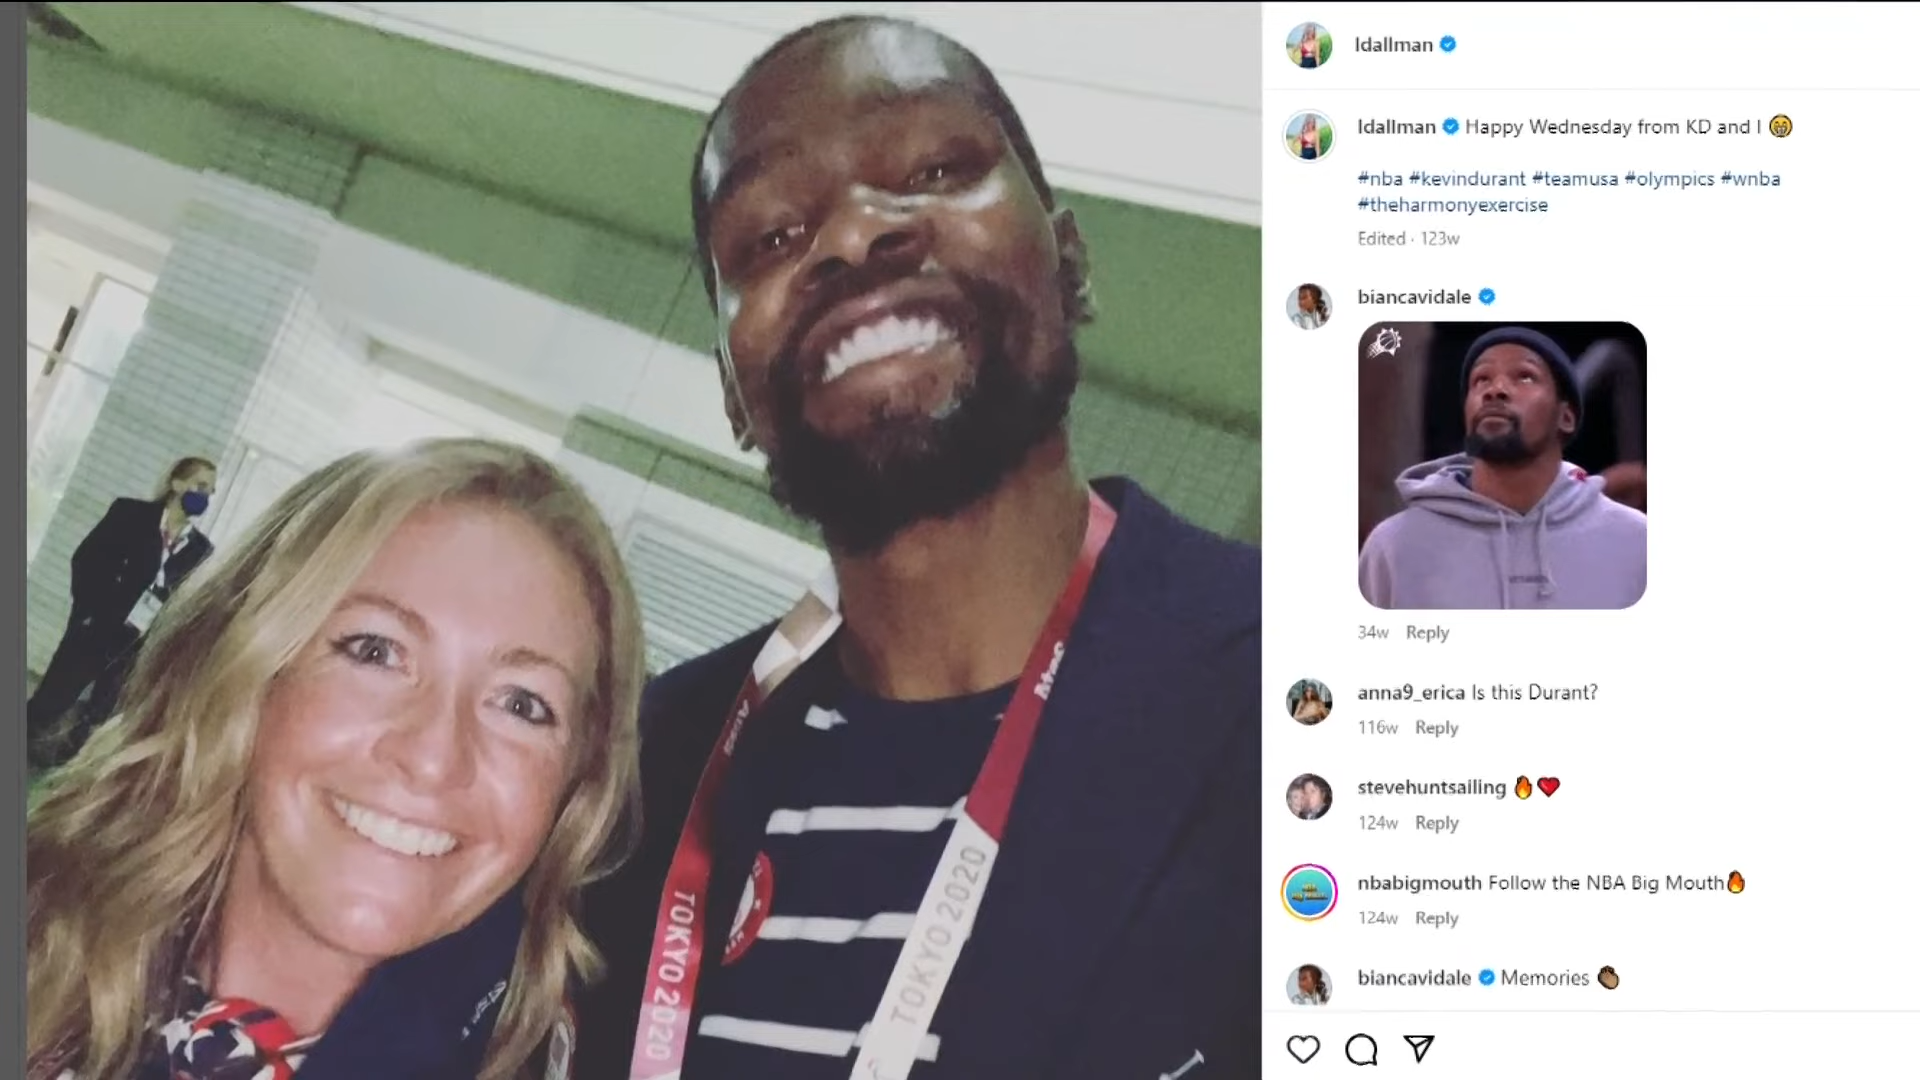 ldallman
ldallman Happy Wednesday from KD and I 😁
#nba #kevindurant #teamusa #olympics #wnba
#theharmonyexercise
Edited · 123w
biancavidale
34w Reply
anna9_erica Is this Durant?
116w Reply
stevehuntsailing 🔥❤️
124w Reply
nbabigmouth Follow the NBA Big Mouth🔥
124w Reply
biancavidale Memories 👏🏾
TOKYO 2020
TOKYO 2020